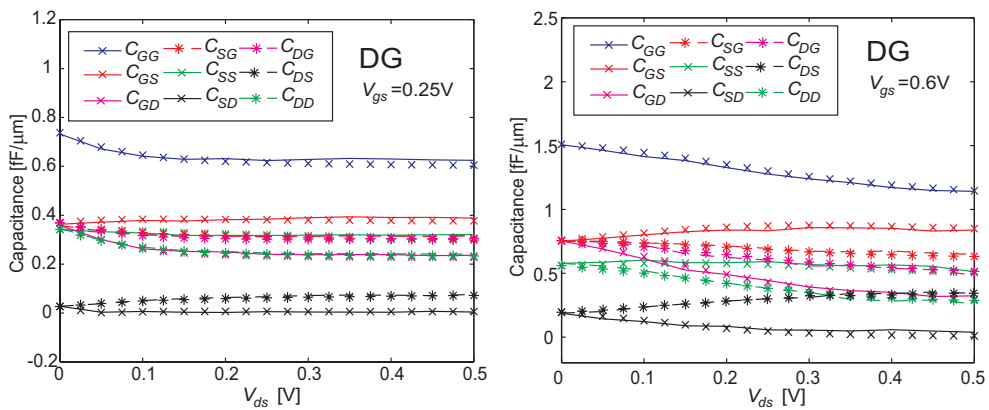 1.2
1
0.8
0.6
0.4
0.2
0
-0.2
Capacitance [fF/μm]
C_GG C_SG C_DG
C_GS C_SS C_DS
C_GD C_SD C_DD
DG
V_gs =0.25V
0 0.1 0.2 0.3 0.4 0.5
V_ds [V]
2.5
2
1.5
1
0.5
0
Capacitance [fF/μm]
C_GG C_SG C_DG
C_GS C_SS C_DS
C_GD C_SD C_DD
DG
V_gs =0.6V
0 0.1 0.2 0.3 0.4 0.5
V_ds [V]